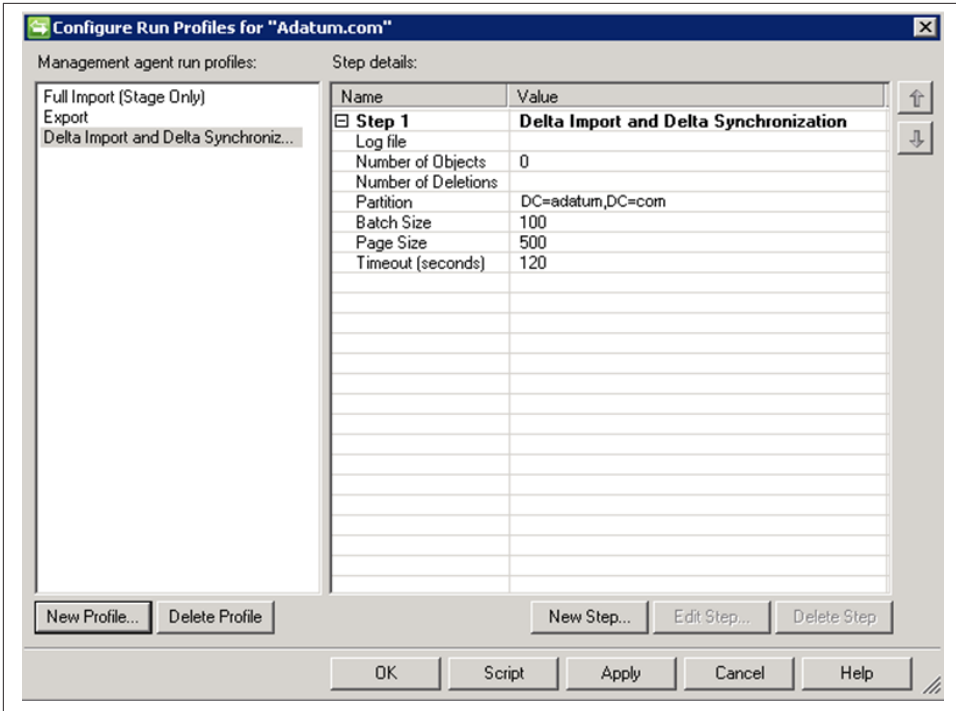 Configure Run Profiles for "Adatum.com"
Management agent run profiles:
Full Import (Stage Only)
Export
Delta Import and Delta Synchroniz...
New Profile...
Delete Profile
Step details:
Name Value
Step 1 Delta Import and Delta Synchronization
Log file
Number of Objects 0
Number of Deletions
Partition DC=adatum,DC=com
Batch Size 100
Page Size 500
Timeout (seconds) 120
New Step...
Edit Step...
Delete Step
OK
Script
Apply
Cancel
Help